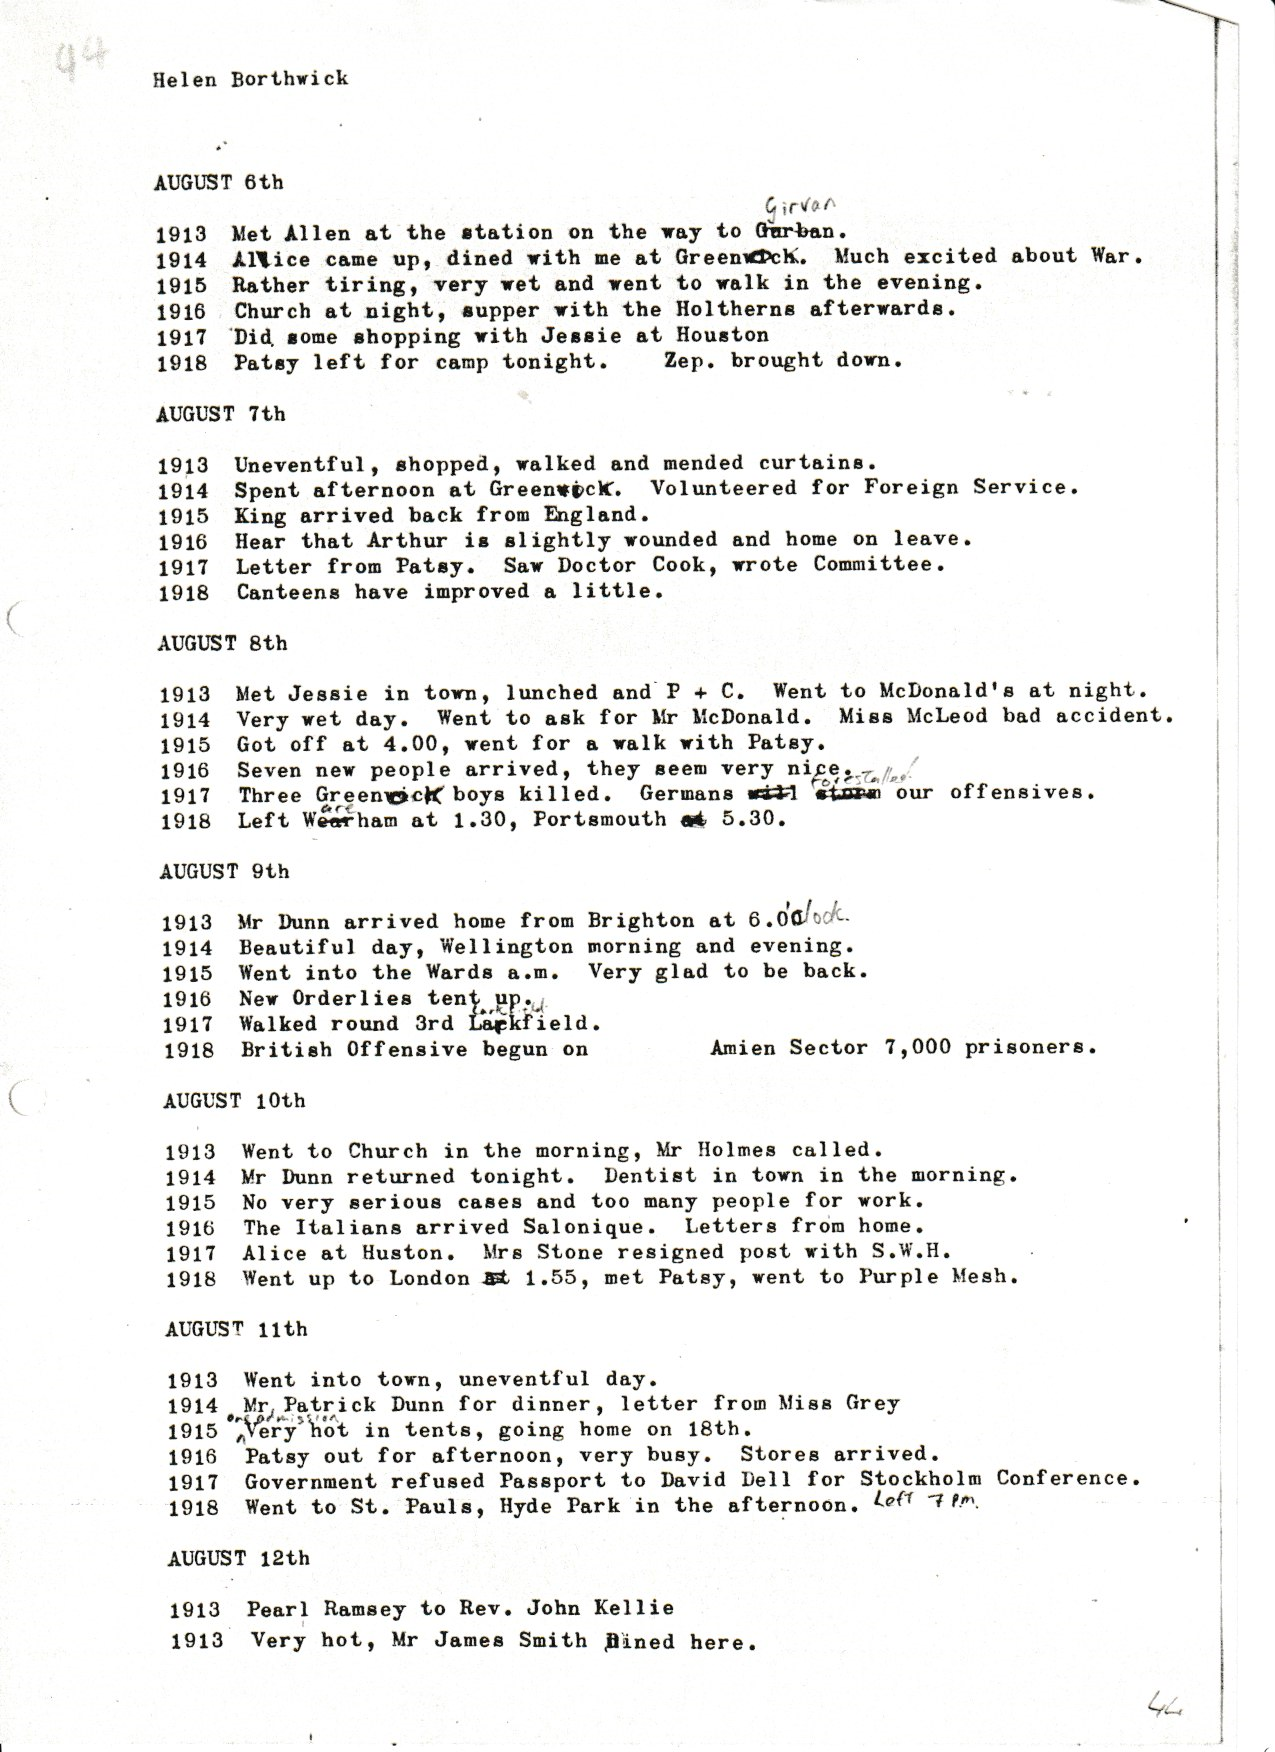 44
Helen Borthwick
AUGUST 6th
Girvan
1913 Met Allen at the station on the way to Gurban.
1914 Allice came up, dined with me at Greenock. Much excited about War.
1915 Rather tiring, very wet and went to walk in the evening.
1916 Church at night, supper with the Holtherns afterwards.
1917 Did some shopping with Jessie at Houston
1918 Patsy left for camp tonight. Zep. brought down.
AUGUST 7th
1913 Uneventful, shopped, walked and mended curtains.
1914 Spent afternoon at Greenock. Volunteered for Foreign Service.
1915 King arrived back from England.
1916 Hear that Arthur is slightly wounded and home on leave.
1917 Letter from Patsy. Saw Doctor Cook, wrote Committee.
1918 Canteens have improved a little.
AUGUST 8th
1913 Met Jessie in town, lunched and P + C. Went to McDonald's at night.
1914 Very wet day. Went to ask for Mr McDonald. Miss McLeod bad accident.
1915 Got off at 4.00, went for a walk with Patsy.
1916 Seven new people arrived, they seem very nice.
forestalled
1917 Three Greenock boys killed. Germans will storm our offensives.
are
1918 Left Wearham at 1.30, Portsmouth at 5.30.
AUGUST 9th
1913 Mr Dunn arrived home from Brighton at 6.0'clock.
1914 Beautiful day, Wellington morning and evening.
1915 Went into the Wards a.m. Very glad to be back.
1916 New Orderlies tent up.
Larkfield
1917 Walked round 3rd Larkfield.
1918 British Offensive begun on Amien Sector 7,000 prisoners.
AUGUST 10th
1913 Went to Church in the morning, Mr Holmes called.
1914 Mr Dunn returned tonight. Dentist in town in the morning.
1915 No very serious cases and too many people for work.
1916 The Italians arrived Salonique. Letters from home.
1917 Alice at Huston. Mrs Stone resigned post with S.W.H.
1918 Went up to London at 1.55, met Patsy, went to Purple Mesh.
AUGUST 11th
1913 Went into town, uneventful day.
1914 Mr, Patrick Dunn for dinner, letter from Miss Grey
one admission
1915 Very hot in tents, going home on 18th.
1916 Patsy out for afternoon, very busy. Stores arrived.
1917 Government refused Passport to David Dell for Stockholm Conference.
1918 Went to St. Pauls, Hyde Park in the afternoon. Left 7 pm.
AUGUST 12th
1913 Pearl Ramsey to Rev. John Kellie
1913 Very hot, Mr James Smith Dined here.
44